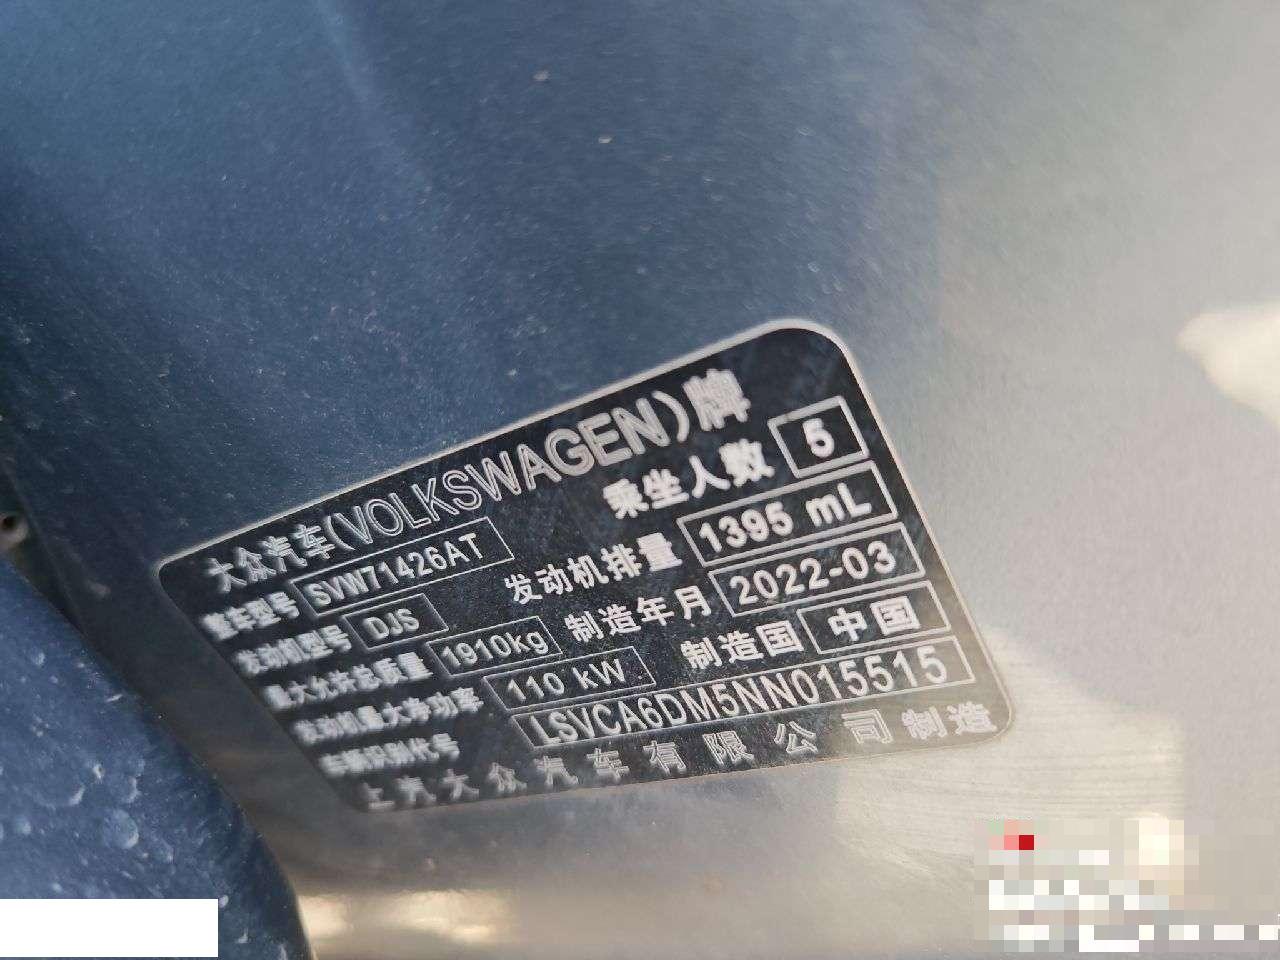 大众汽车(VOLKSWAGEN)牌
整车型号 SVW71426AT 乘坐人数 5
发动机型号 DJS 发动机排量 1395 mL
最大允许总质量 1910kg 制造年月 2022-03
发动机最大净功率 110 kW 制造国 中国
车辆识别代号 LSVCA6DM5NN015515
上汽大众汽车有限公司制造